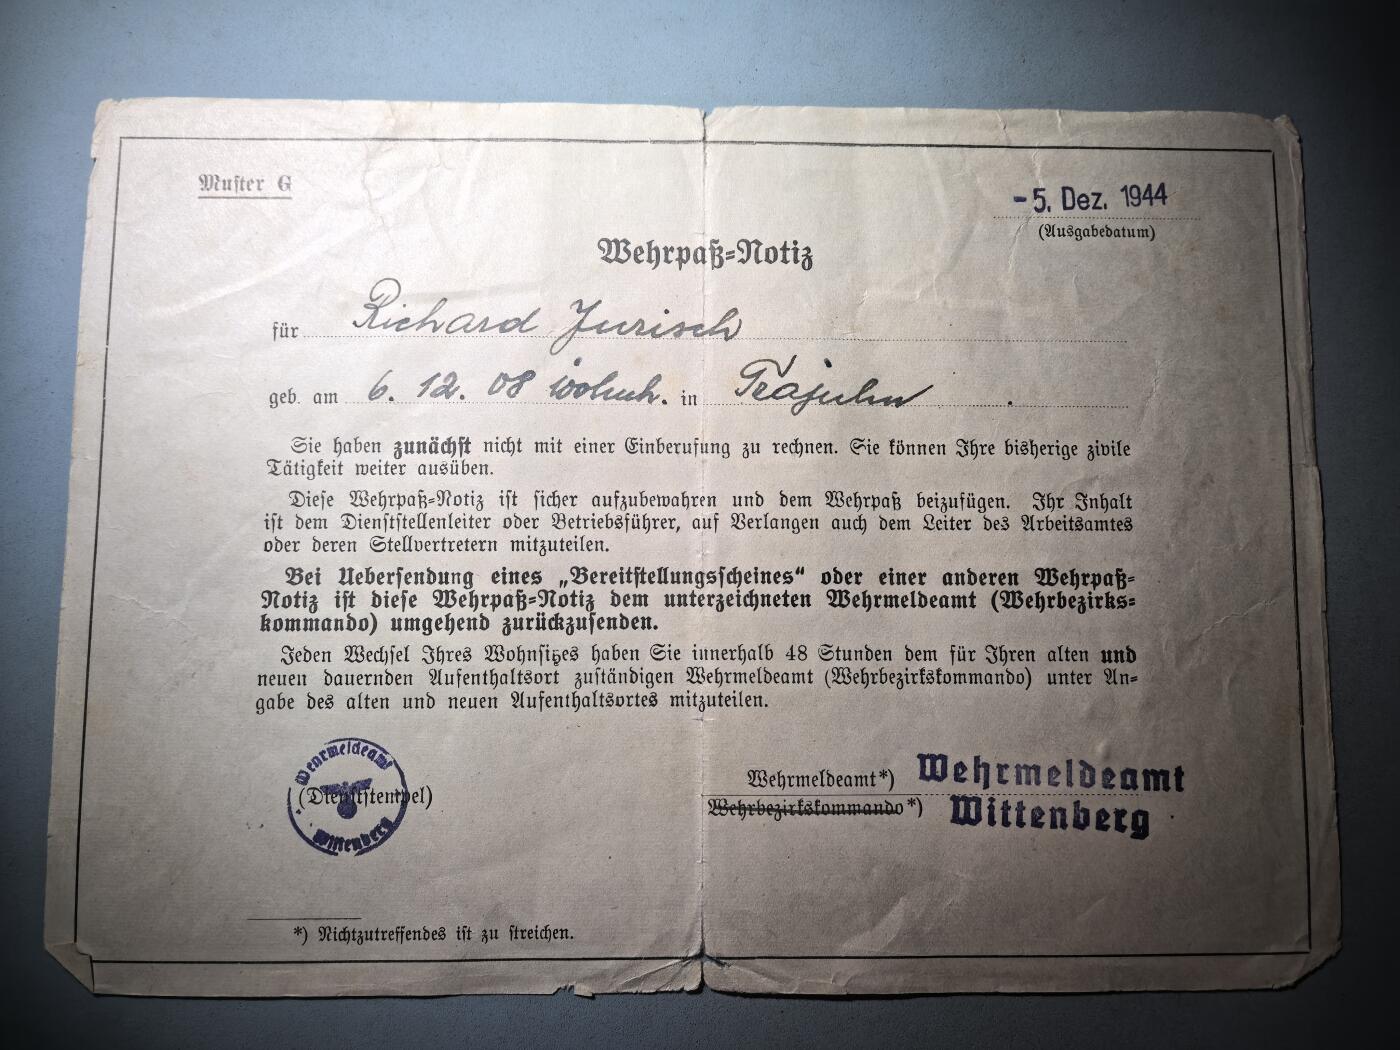 Muster G
-5. Dez. 1944
(Ausgabedatum)
Wehrpaß-Notiz
für Richard Jurisch
geb. am 6. 12. 08 wohnh. in Trajuhn
Sie haben zunächst nicht mit einer Einberufung zu rechnen. Sie können Ihre bisherige zivile
Tätigkeit weiter ausüben.
Diese Wehrpaß-Notiz ist sicher aufzubewahren und dem Wehrpaß beizufügen. Ihr Inhalt
ist dem Dienststellenleiter oder Betriebsführer, auf Verlangen auch dem Leiter des Arbeitsamtes
oder deren Stellvertretern mitzuteilen.
Bei Uebersendung eines „Bereitstellungsscheines“ oder einer anderen Wehrpaß-
Notiz ist diese Wehrpaß-Notiz dem unterzeichneten Wehrmeldeamt (Wehrbezirks-
kommando) umgehend zurückzusenden.
Jeden Wechsel Ihres Wohnsitzes haben Sie innerhalb 48 Stunden dem für Ihren alten und
neuen dauernden Aufenthaltsort zuständigen Wehrmeldeamt (Wehrbezirkskommando) unter An-
gabe des alten und neuen Aufenthaltsortes mitzuteilen.
Wehrmeldeamt
(Dienststempel)
Wittenberg
Wehrmeldeamt*) Wehrmeldeamt
Wehrbezirkskommando*) Wittenberg
*) Nichtzutreffendes ist zu streichen.